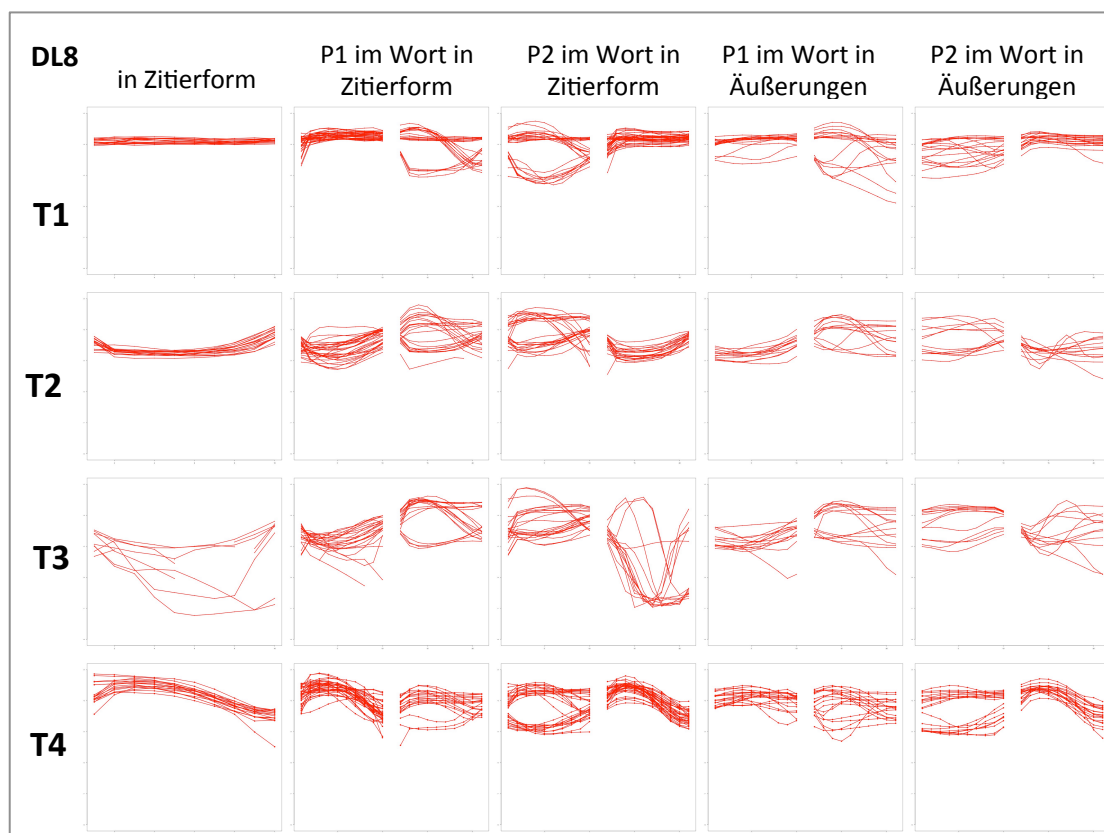 DL8
in Zitierform
P1 im Wort in
Zitierform
P2 im Wort in
Zitierform
P1 im Wort in
Äußerungen
P2 im Wort in
Äußerungen
T1
T2
T3
T4